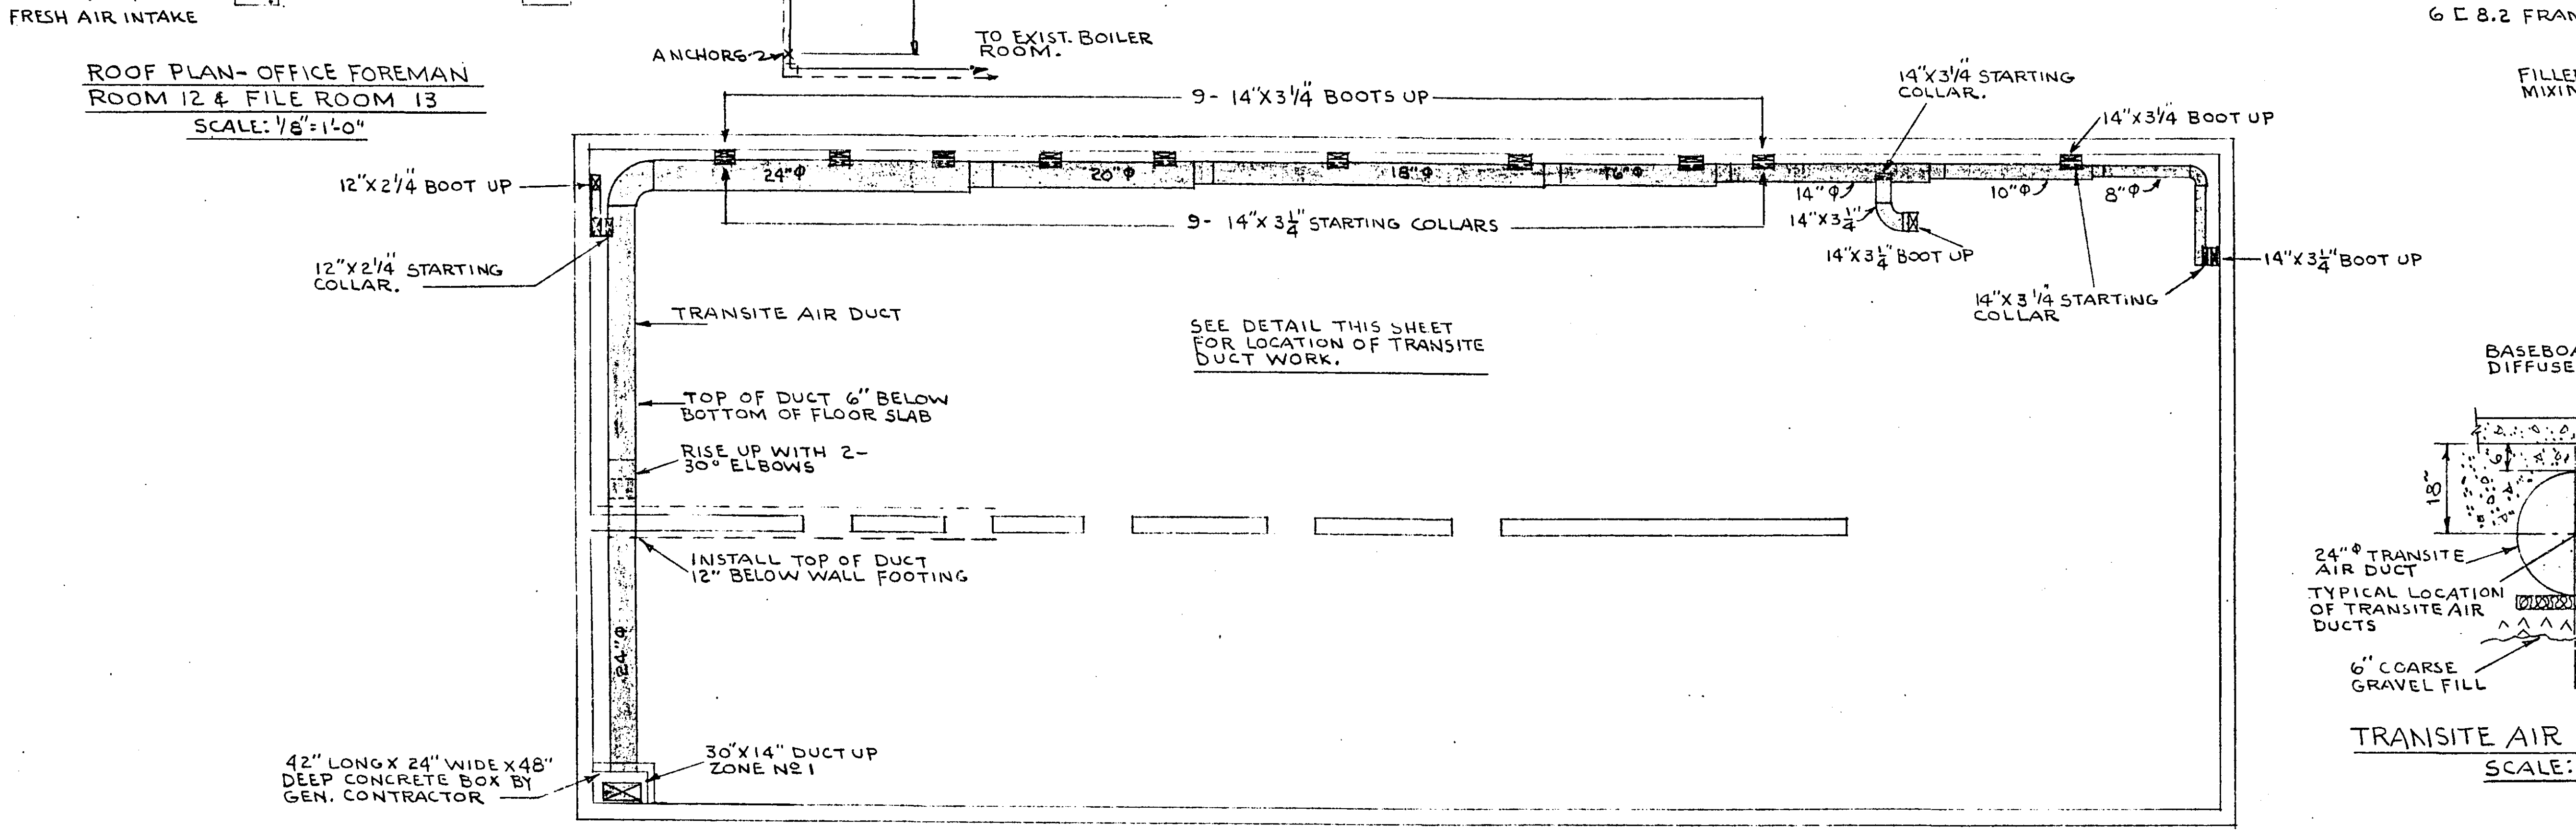 FRESH AIR INTAKE
ROOF PLAN- OFFICE FOREMAN
ROOM 12 & FILE ROOM 13
SCALE: 1/8"=1'-0"
ANCHORS-2
TO EXIST. BOILER
ROOM.
6 [ 8.2
9- 14"X3 1/4" BOOTS UP
14"X3 1/4" STARTING
COLLAR.
14"X3 1/4" BOOT UP
12"X2 1/4" BOOT UP
24"Φ
20"Φ
18"Φ
16"Φ
14"Φ
10"Φ
8"Φ
9- 14"X 3 1/4" STARTING COLLARS
14"X3 1/4"
14"X3 1/4" BOOT UP
14"X3 1/4" BOOT UP
12"X2 1/4" STARTING
COLLAR.
14"X3 1/4" STARTING
COLLAR
TRANSITE AIR DUCT
SEE DETAIL THIS SHEET
FOR LOCATION OF TRANSITE
DUCT WORK.
TOP OF DUCT 6" BELOW
BOTTOM OF FLOOR SLAB
RISE UP WITH 2-
30° ELBOWS
INSTALL TOP OF DUCT
12" BELOW WALL FOOTING
24"Φ
42" LONG X 24" WIDE X 48"
DEEP CONCRETE BOX BY
GEN. CONTRACTOR
30"X14" DUCT UP
ZONE Nº 1
6"
18"
24"Φ TRANSITE
AIR DUCT
TYPICAL LOCATION
OF TRANSITE AIR
DUCTS
6" COARSE
GRAVEL FILL
TRANSITE AIR
SCALE: